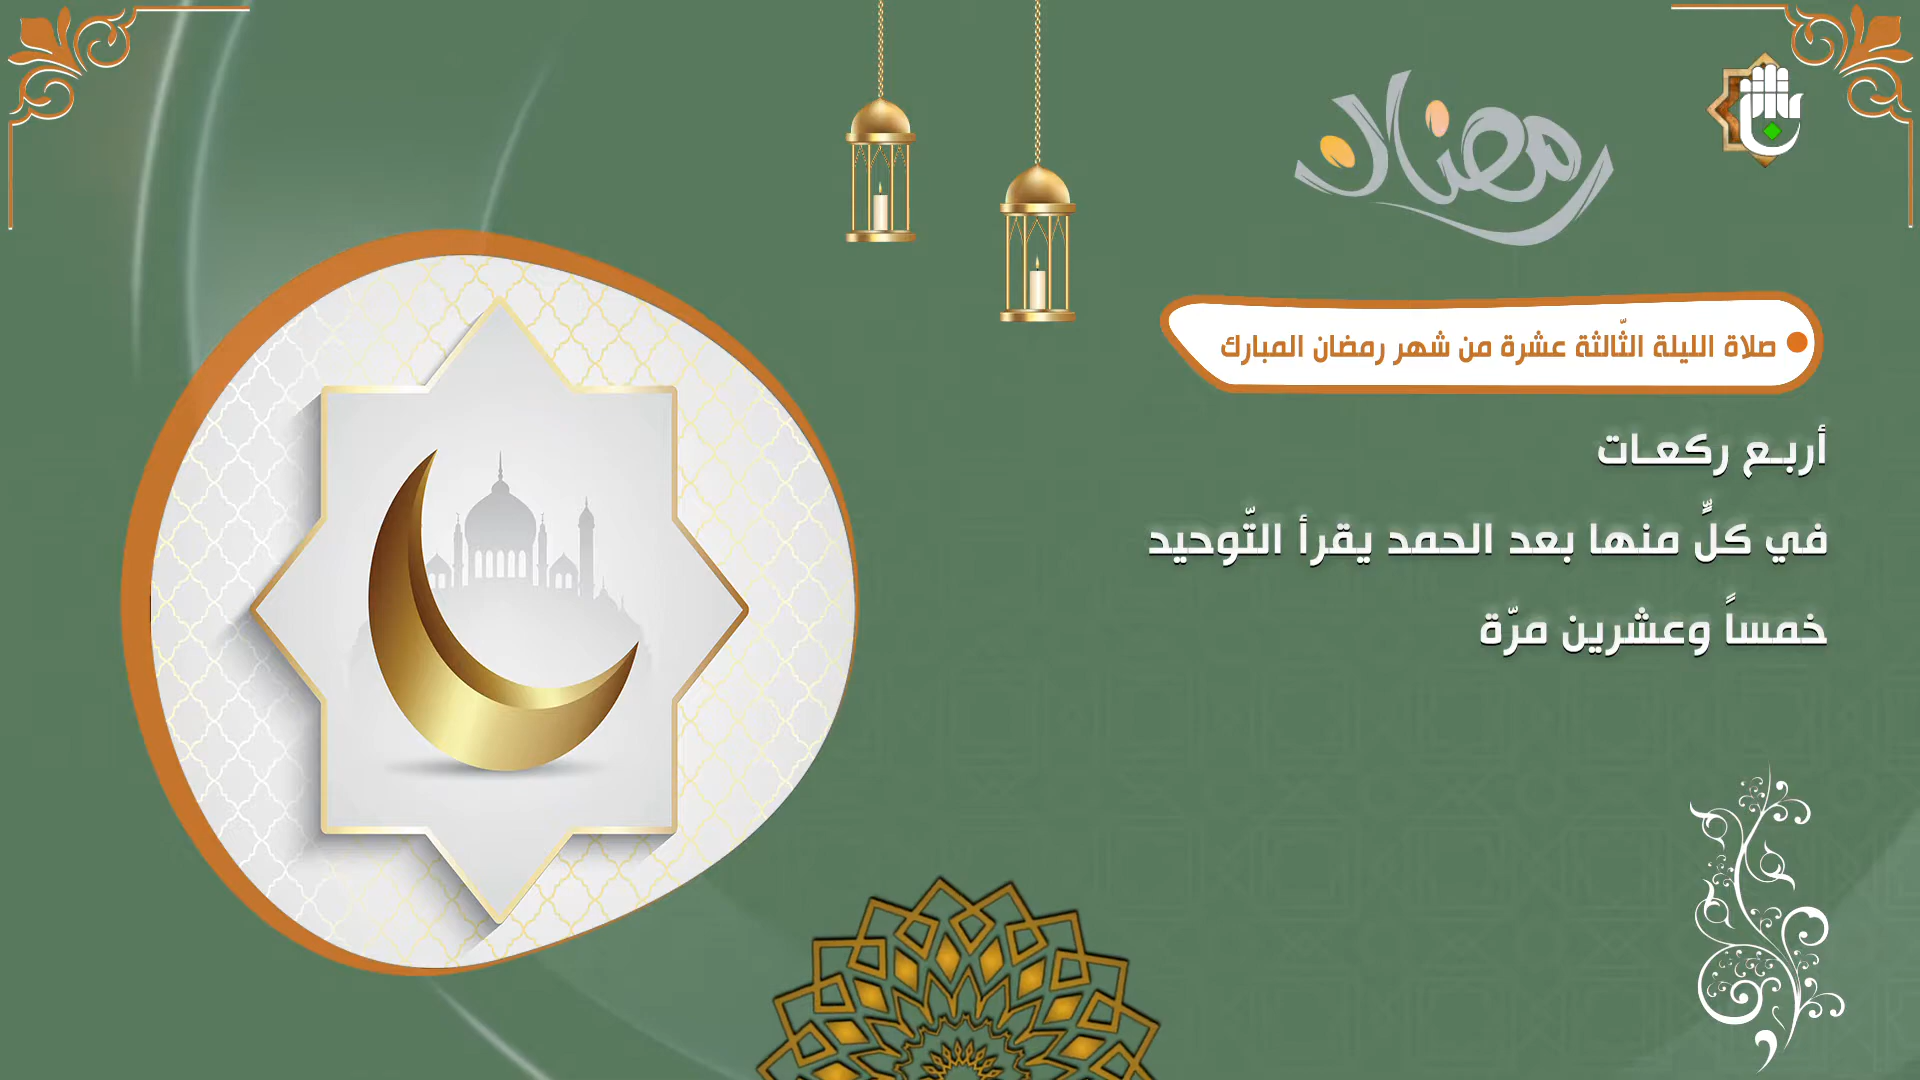 رمضان
صلاة الليلة الثّالثة عشرة من شهر رمضان المبارك
أربـع ركعـات
في كلٍّ منها بعد الحمد يقرأ التّوحيد
خمساً وعشرين مرّة